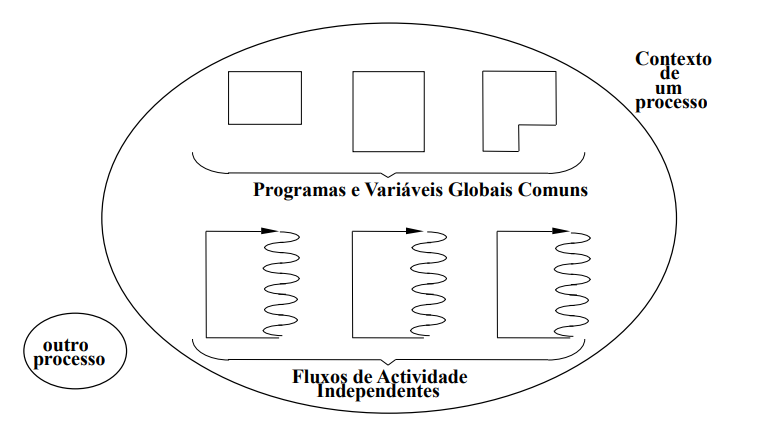 Contexto
de
um
processo
Programas e Variáveis Globais Comuns
outro
processo
Fluxos de Actividade
Independentes